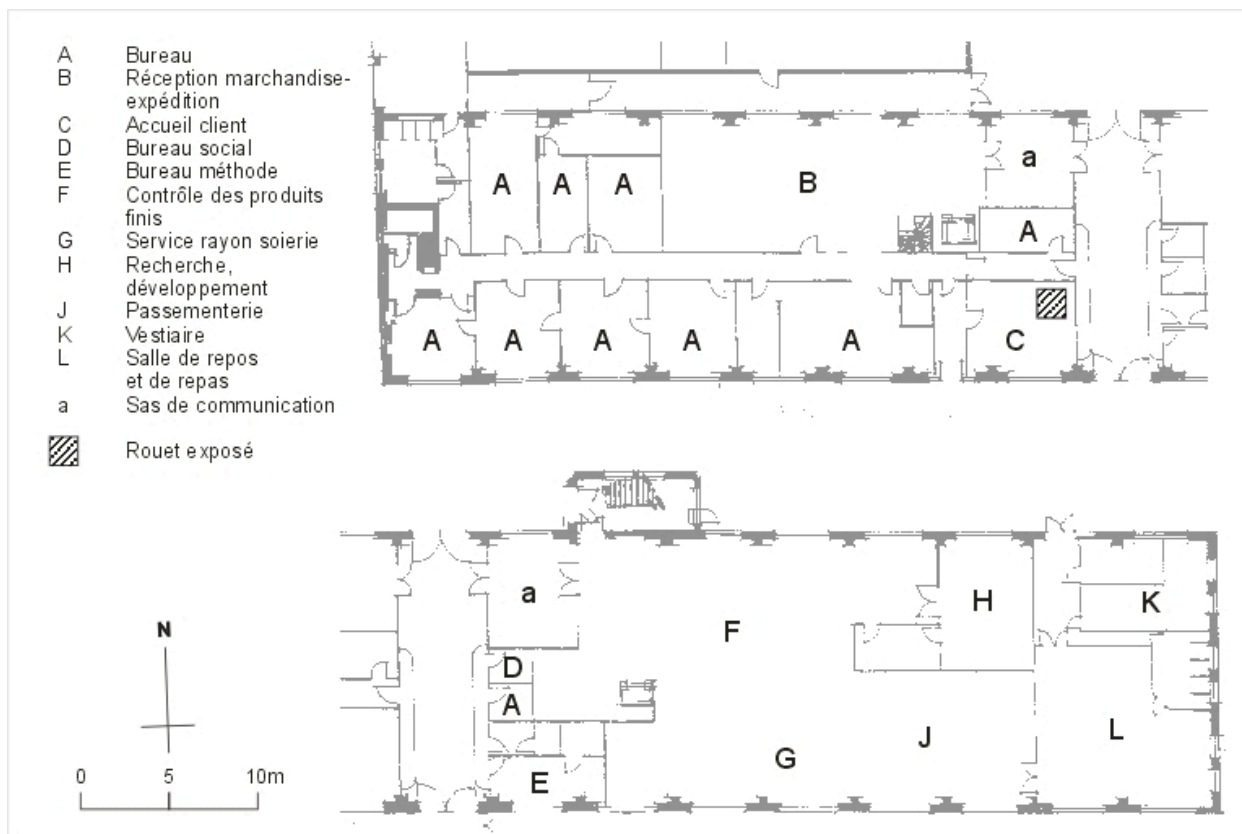 A Bureau
B Réception marchandise-
expédition
C Accueil client
D Bureau social
E Bureau méthode
F Contrôle des produits
finis
G Service rayon soierie
H Recherche,
développement
J Passementerie
K Vestiaire
L Salle de repos
et de repas
a Sas de communication
Rouet exposé
a
A A A B
A
A A A A A C
a H K
F
D
A
J L
G
E
N
0 5 10m